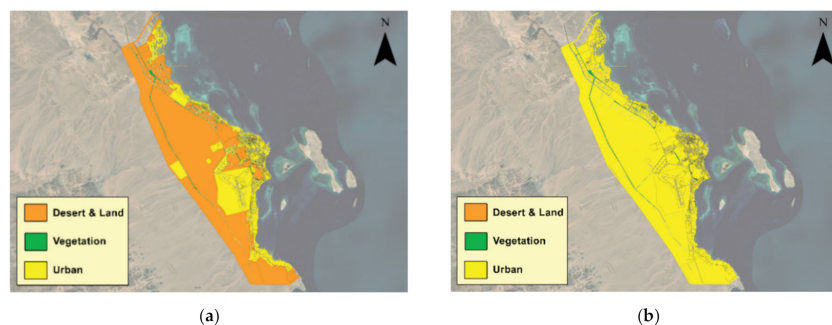 N
Desert & Land
Vegetation
Urban
(a)
N
Desert & Land
Vegetation
Urban
(b)